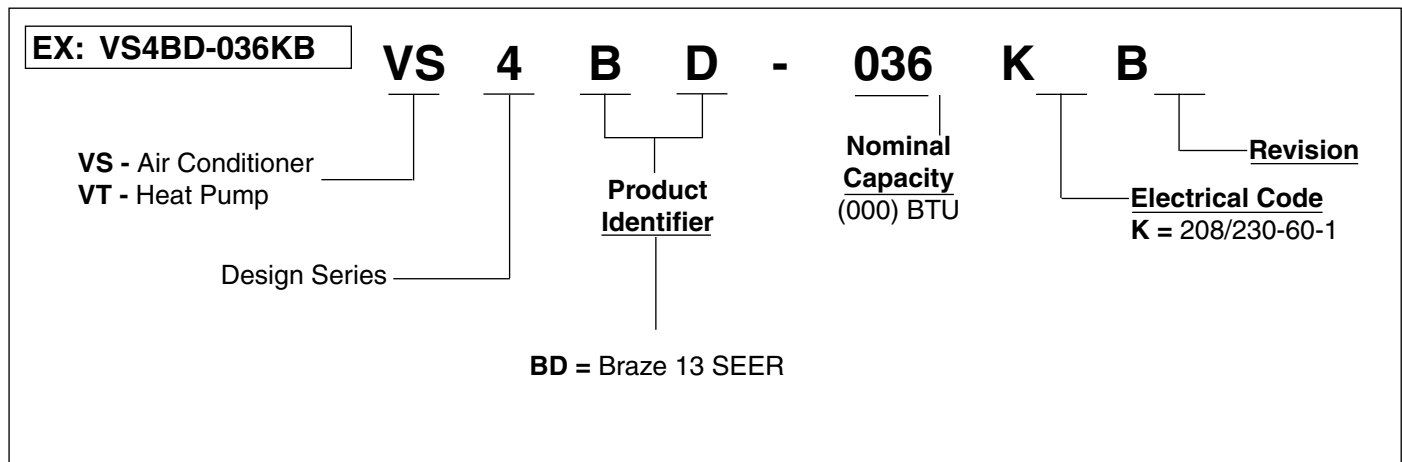 EX: VS4BD-036KB
VS 4 B D - 036 K B
VS - Air Conditioner
VT - Heat Pump
Design Series
Product
Identifier
BD = Braze 13 SEER
Nominal
Capacity
(000) BTU
Revision
Electrical Code
K = 208/230-60-1